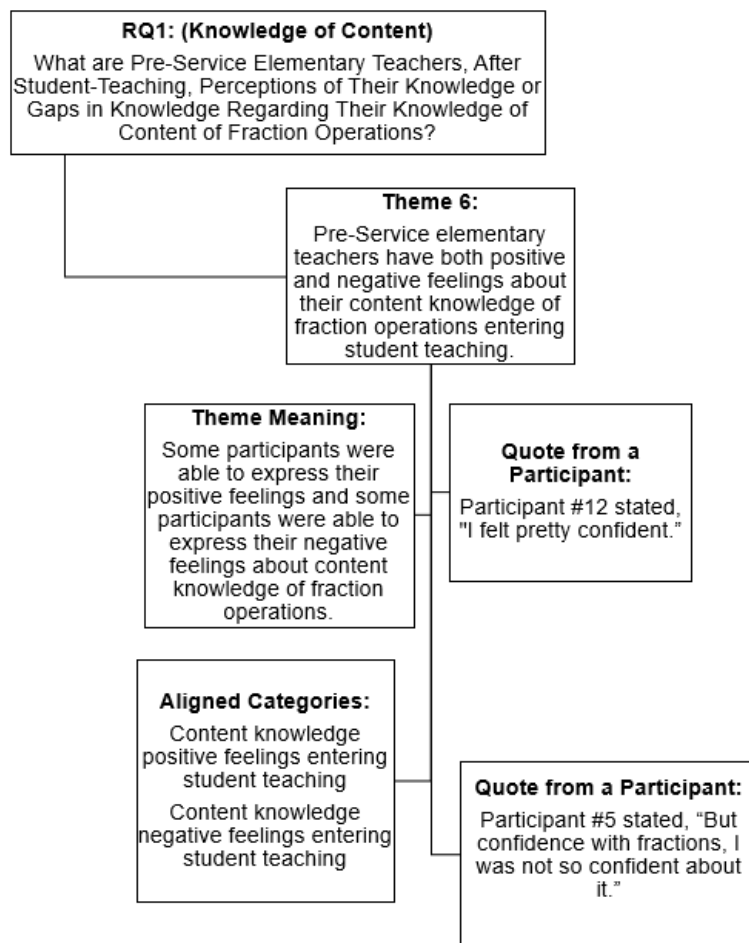 RQ1: (Knowledge of Content)
What are Pre-Service Elementary Teachers, After
Student-Teaching, Perceptions of Their Knowledge or
Gaps in Knowledge Regarding Their Knowledge of
Content of Fraction Operations?
Theme 6:
Pre-Service elementary
teachers have both positive
and negative feelings about
their content knowledge of
fraction operations entering
student teaching.
Theme Meaning:
Some participants were
able to express their
positive feelings and some
participants were able to
express their negative
feelings about content
knowledge of fraction
operations.
Quote from a
Participant:
Participant #12 stated,
"I felt pretty confident.”
Aligned Categories:
Content knowledge
positive feelings entering
student teaching
Content knowledge
negative feelings entering
student teaching
Quote from a Participant:
Participant #5 stated, “But
confidence with fractions, I
was not so confident about
it.”